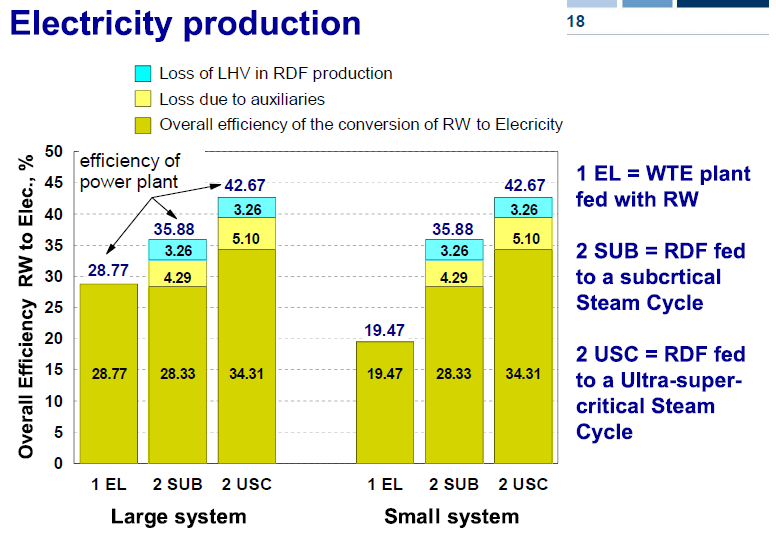 Electricity production
18
Loss of LHV in RDF production
Loss due to auxiliaries
Overall efficiency of the conversion of RW to Elecricity
Overall Efficiency RW to Elec., %
50
45
40
35
30
25
20
15
10
5
0
efficiency of
power plant
28.77
28.77
35.88
3.26
4.29
28.33
42.67
3.26
5.10
34.31
19.47
19.47
35.88
3.26
4.29
28.33
42.67
3.26
5.10
34.31
1 EL 2 SUB 2 USC 1 EL 2 SUB 2 USC
Large system Small system
1 EL = WTE plant
fed with RW
2 SUB = RDF fed
to a subcrtical
Steam Cycle
2 USC = RDF fed
to a Ultra-super-
critical Steam
Cycle